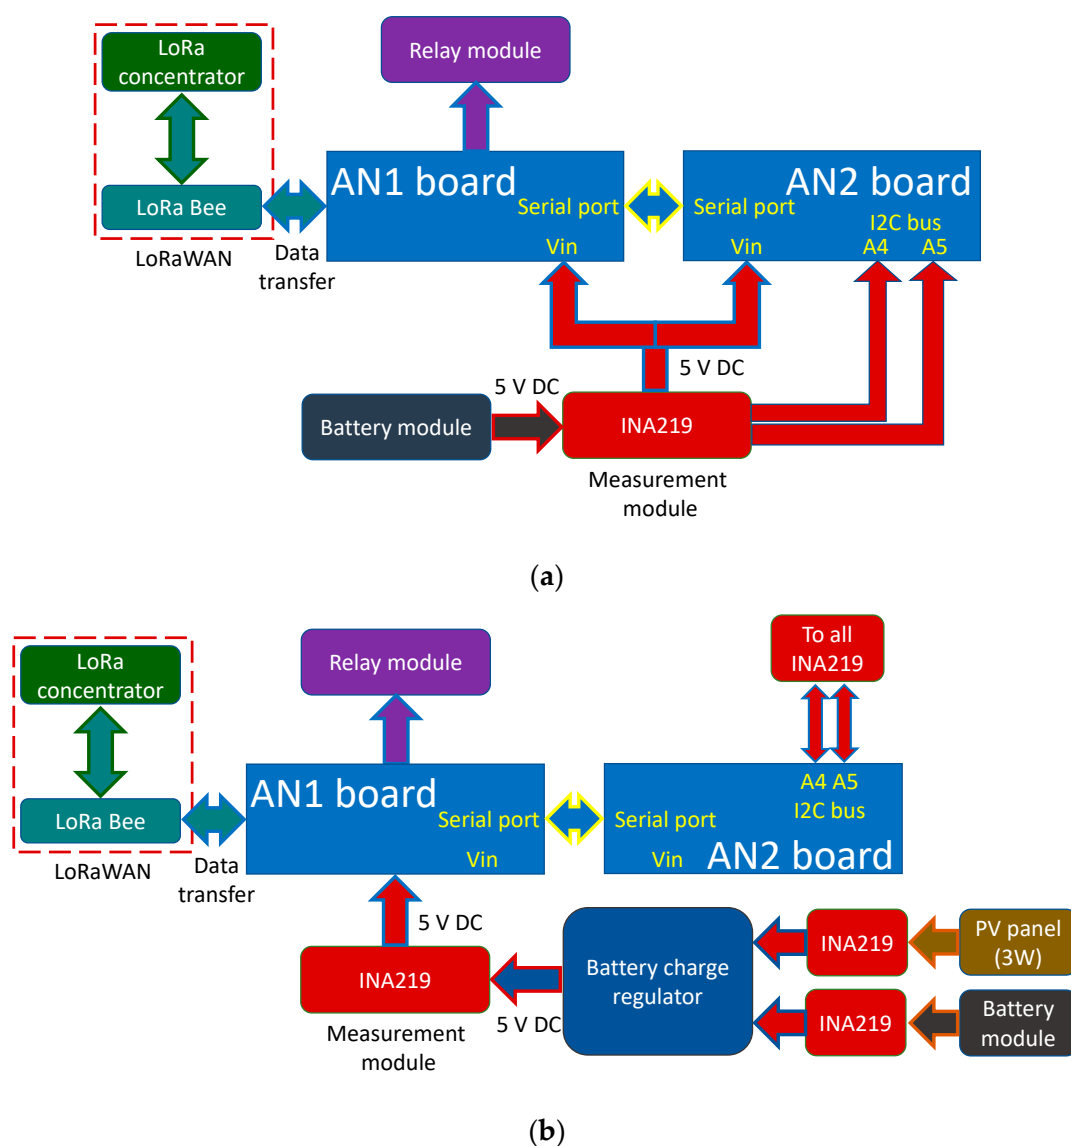 LoRa
concentrator
Relay module
AN1 board
AN2 board
LoRa Bee
Serial port
Serial port
I2C bus
Vin
Vin
A4
A5
LoRaWAN
Data
transfer
5 V DC
5 V DC
Battery module
INA219
Measurement
module
(a)
To all
INA219
LoRa
concentrator
Relay module
A4 A5
I2C bus
AN1 board
LoRa Bee
Serial port
Serial port
Vin
Vin
AN2 board
LoRaWAN
Data
transfer
5 V DC
INA219
PV panel
(3W)
INA219
Battery charge
regulator
5 V DC
INA219
Battery
module
Measurement
module
(b)